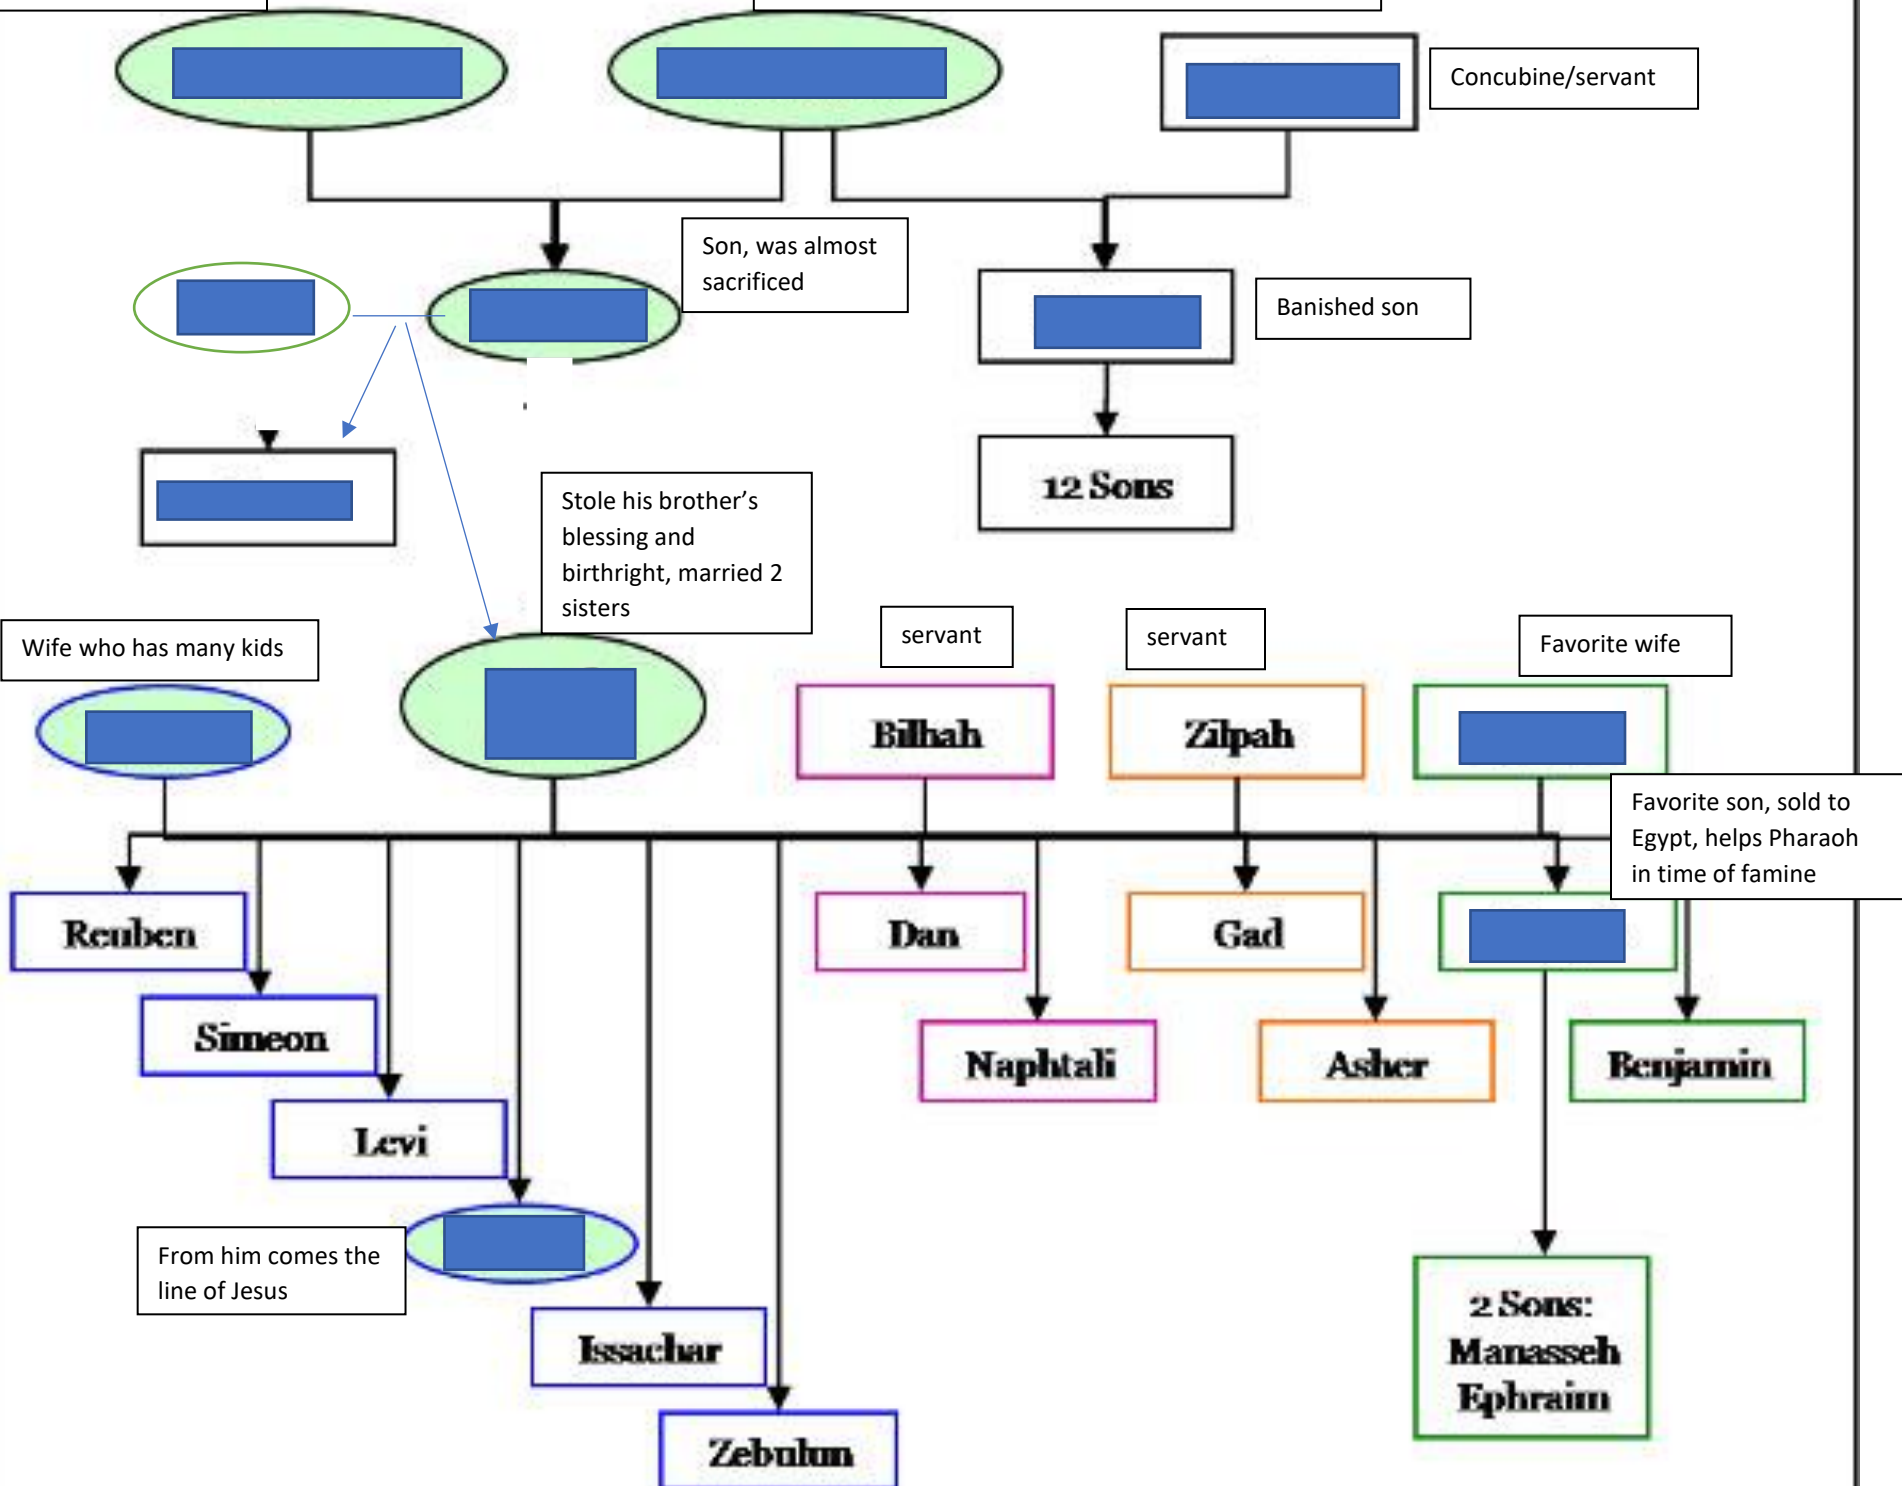 Concubine/servant
Son, was almost
sacrificed
Banished son
12 Sons
Stole his brother’s
blessing and
birthright, married 2
sisters
Wife who has many kids
servant
servant
Favorite wife
Bilhah
Zilpah
Favorite son, sold to
Egypt, helps Pharaoh
in time of famine
Reuben
Dan
Gad
Simeon
Naphtali
Asher
Benjamin
Levi
From him comes the
line of Jesus
Issachar
2 Sons:
Manasseh
Ephraim
Zebulun